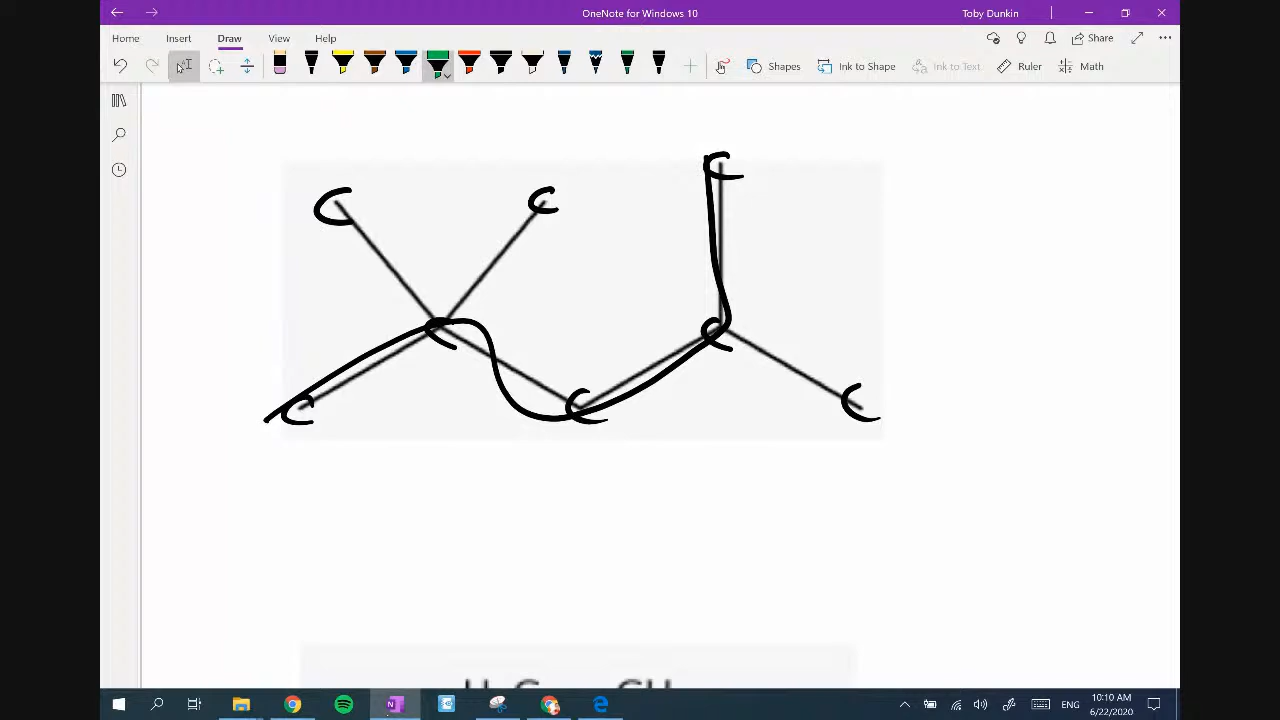 OneNote for Windows 10
Toby Dunkin
Home Insert Draw View Help
Share
Shapes Ink to Shape Ink to Text Ruler Math
C
C C
C C
C C C
10:10 AM
ENG
6/22/2020